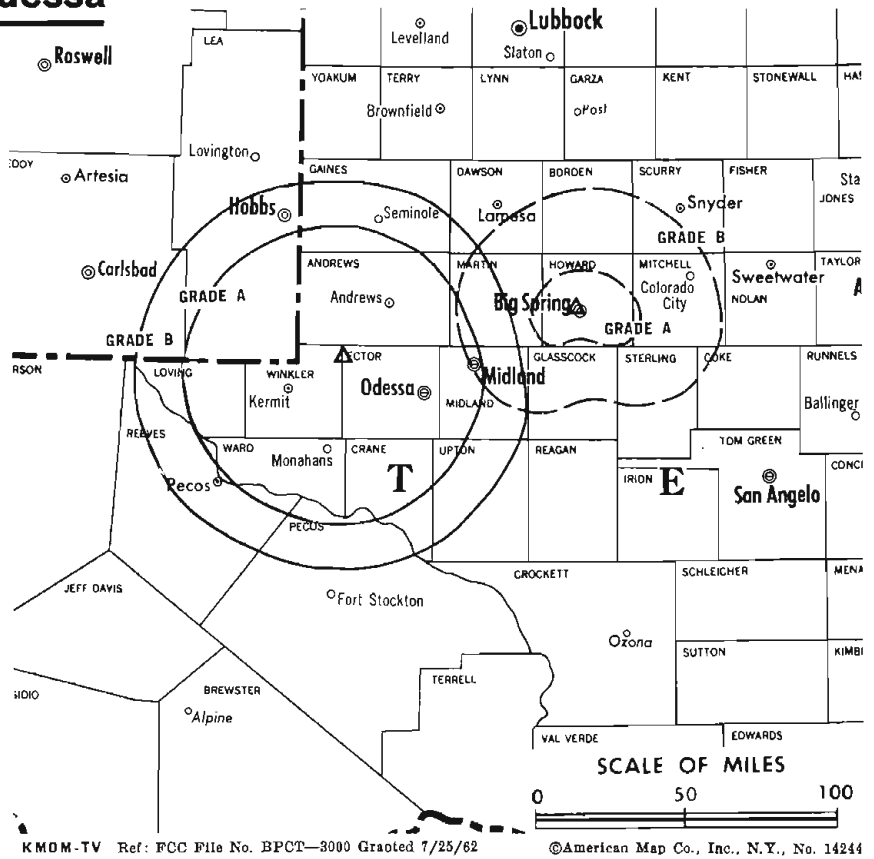 Lubbock
Levelland
LEA
Slaton
Roswell
YOAKUM TERRY LYNN GARZA KENT STONEWALL
Brownfield Post
Lovington
EDDY
Artesia
GAINES DAWSON BORDEN SCURRY FISHER
JONES
Hobbs Seminole Lamesa Snyder
GRADE B
Carlsbad
ANDREWS MARTIN HOWARD MITCHELL Sweetwater TAYLOR
Colorado
City
NOLAN
GRADE A
Andrews Big Spring
GRADE A
GRADE B
ECTOR GLASSCOCK STERLING COKE RUNNELS
LOVING WINKLER
Midland
Kermit Odessa
MIDLAND
Ballinger
REEVES
WARD CRANE UPTON REAGAN TOM GREEN
Monahans
T
IRION E
Pecos
San Angelo
PECOS
CROCKETT SCHLEICHER
JEFF DAVIS
Fort Stockton
Ozona
SUTTON
TERRELL
BREWSTER
Alpine
VAL VERDE EDWARDS
SCALE OF MILES
0 50 100
KMOM-TV Ref: FCC File No. BPCT—3000 Granted 7/25/62 ©American Map Co., Inc., N.Y., No. 14244